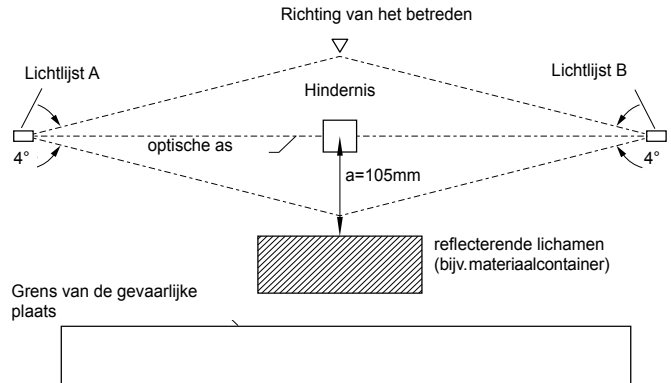 Richting van het betreden
Lichtlijst A
Lichtlijst B
Hindernis
optische as
4°
4°
a=105mm
reflecterende lichamen
(bijv.materiaalcontainer)
Grens van de gevaarlijke
plaats